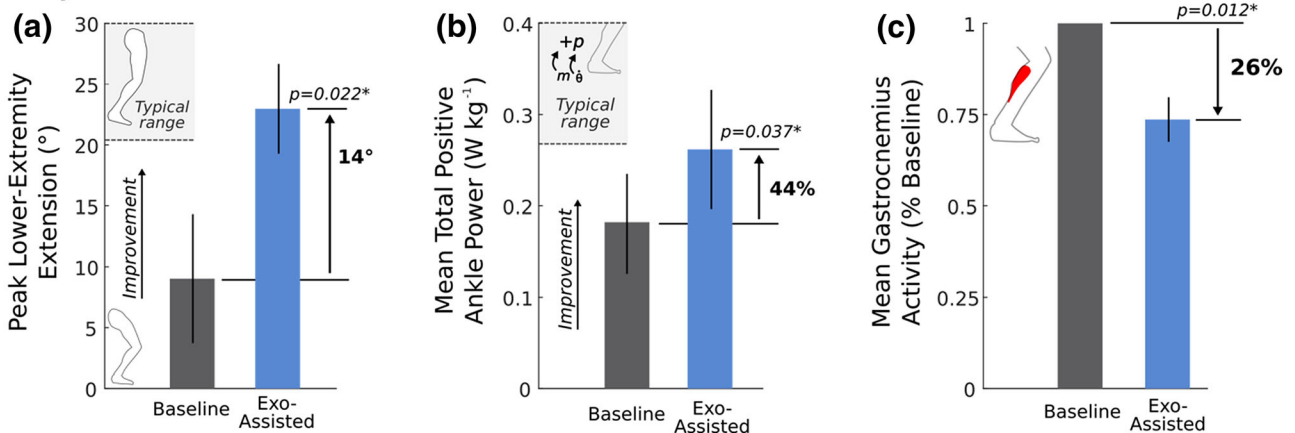 (a)
Peak Lower-Extremity
Extension (°)
30
25
20
15
10
5
0
Typical
range
Improvement
p=0.022*
14°
Baseline
Exo-
Assisted
(b)
Mean Total Positive
Ankle Power (W kg⁻¹)
0.4
0.3
0.2
0.1
0
+p
m θ̇
Typical
range
Improvement
p=0.037*
44%
Baseline
Exo-
Assisted
(c)
Mean Gastrocnemius
Activity (% Baseline)
1
0.75
0.5
0.25
0
p=0.012*
26%
Baseline
Exo-
Assisted